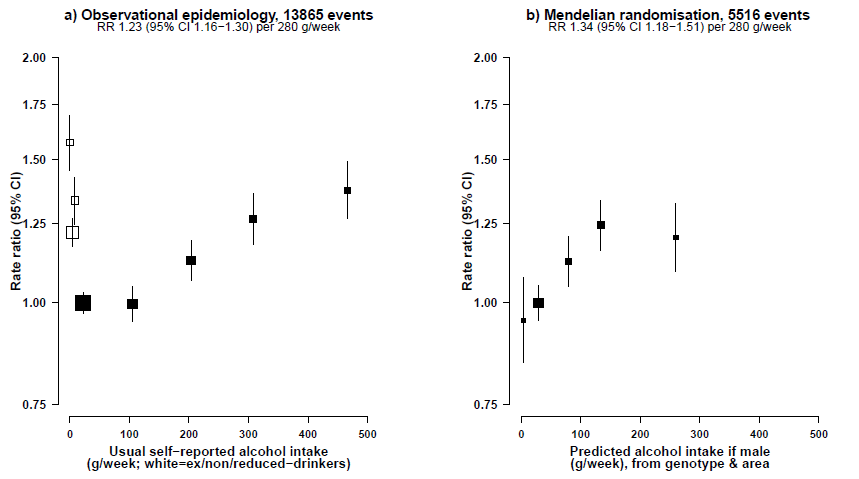 a) Observational epidemiology, 13865 events
RR 1.23 (95% CI 1.16−1.30) per 280 g/week
2.00
1.75
1.50
1.25
1.00
0.75
Rate ratio (95% CI)
0 100 200 300 400 500
Usual self−reported alcohol intake
(g/week; white=ex/non/reduced−drinkers)
b) Mendelian randomisation, 5516 events
RR 1.34 (95% CI 1.18−1.51) per 280 g/week
2.00
1.75
1.50
1.25
1.00
0.75
Rate ratio (95% CI)
0 100 200 300 400 500
Predicted alcohol intake if male
(g/week), from genotype & area